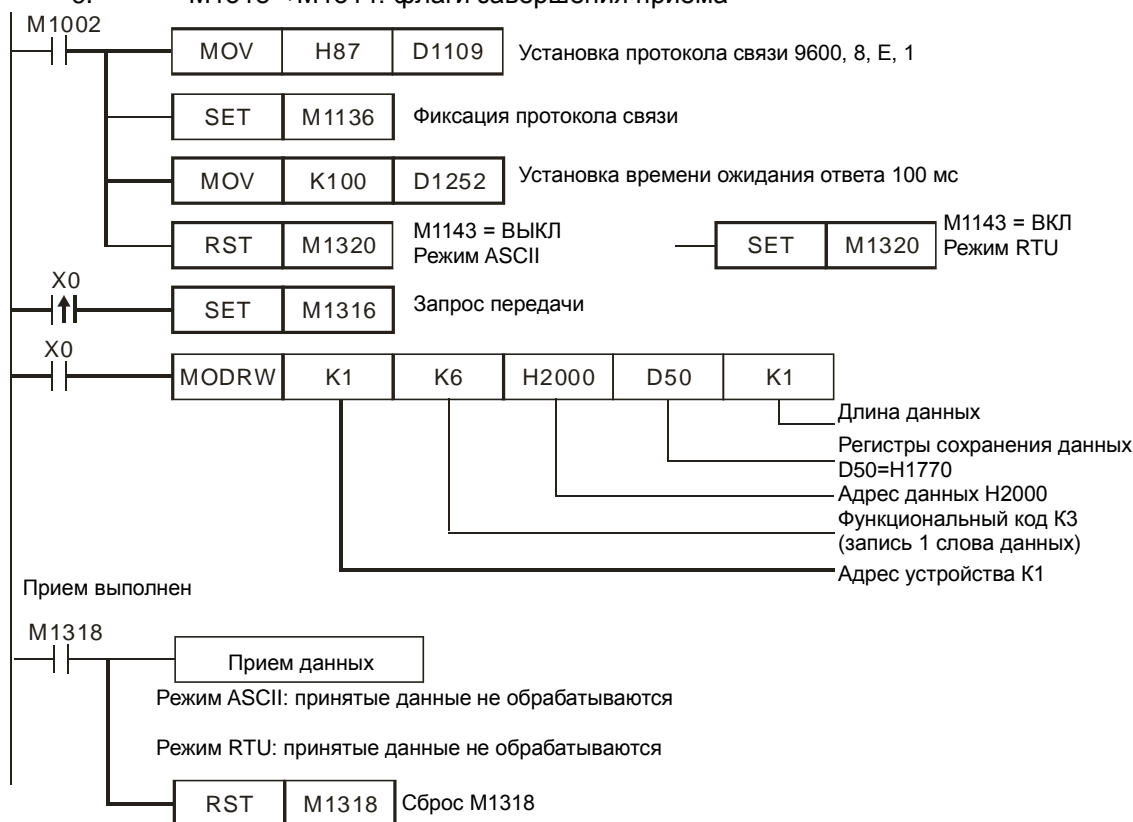 M1002
MOV H87 D1109 Установка протокола связи 9600, 8, E, 1
SET M1136 Фиксация протокола связи
MOV K100 D1252 Установка времени ожидания ответа 100 мс
RST M1320 M1143 = ВЫКЛ
Режим ASCII
SET M1320 M1143 = ВКЛ
Режим RTU
X0
SET M1316 Запрос передачи
X0
MODRW K1 K6 H2000 D50 K1
Длина данных
Регистры сохранения данных
D50=H1770
Адрес данных H2000
Функциональный код K3
(запись 1 слова данных)
Адрес устройства K1
Прием выполнен
M1318
Прием данных
Режим ASCII: принятые данные не обрабатываются
Режим RTU: принятые данные не обрабатываются
RST M1318 Сброс M1318